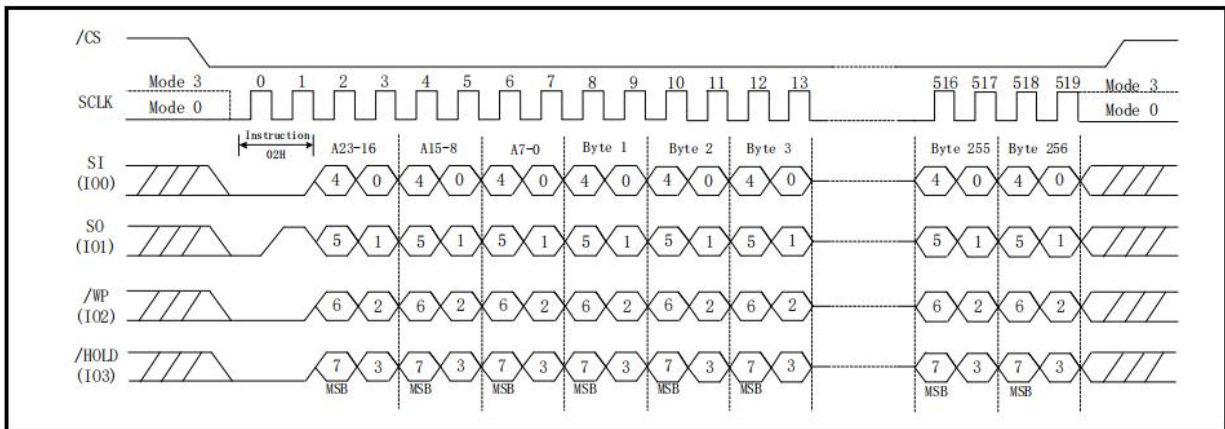 /CS
Mode 3 0 1 2 3 4 5 6 7 8 9 10 11 12 13 516 517 518 519 Mode 3
SCLK
Mode 0 Mode 0
Instruction
02H
A23-16 A15-8 A7-0 Byte 1 Byte 2 Byte 3 Byte 255 Byte 256
SI
(IO0)
4 0 4 0 4 0 4 0 4 0 4 0 4 0 4 0
SO
(IO1)
5 1 5 1 5 1 5 1 5 1 5 1 5 1 5 1
/WP
(IO2)
6 2 6 2 6 2 6 2 6 2 6 2 6 2 6 2
/HOLD
(IO3)
7 3 7 3 7 3 7 3 7 3 7 3 7 3 7 3
MSB MSB MSB MSB MSB MSB MSB MSB